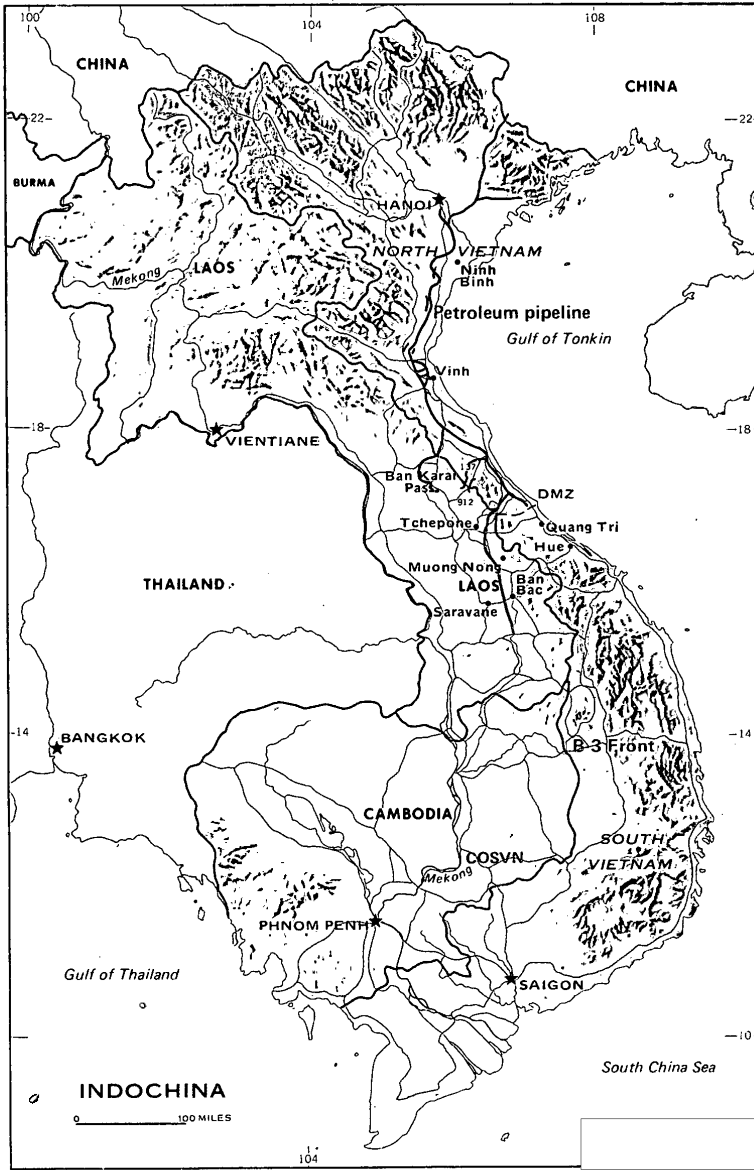 100
104
108
CHINA
CHINA
22
22
BURMA
HANOI
NORTH VIETNAM
Mekong
LAOS
Ninh
Binh
Petroleum pipeline
Gulf of Tonkin
Vinh
18
18
VIENTIANE
Ban Karai
Pass
137
912
DMZ
Tchepone
Quang Tri
Hue
Muong Nong
THAILAND
LAOS
Ban
Bac
Saravane
14
14
BANGKOK
B-3 Front
CAMBODIA
SOUTH
VIETNAM
COSVN
Mekong
PHNOM PENH
Gulf of Thailand
SAIGON
10
South China Sea
INDOCHINA
0 100 MILES
104